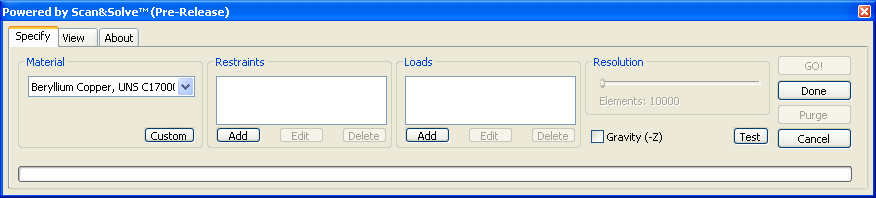 Powered by Scan&Solve™ (Pre-Release)
Specify View About
Material
Beryllium Copper, UNS C1700
Custom
Restraints
Add Edit Delete
Loads
Add Edit Delete
Resolution
Elements: 10000
Gravity (-Z)
Test
GO!
Done
Purge
Cancel